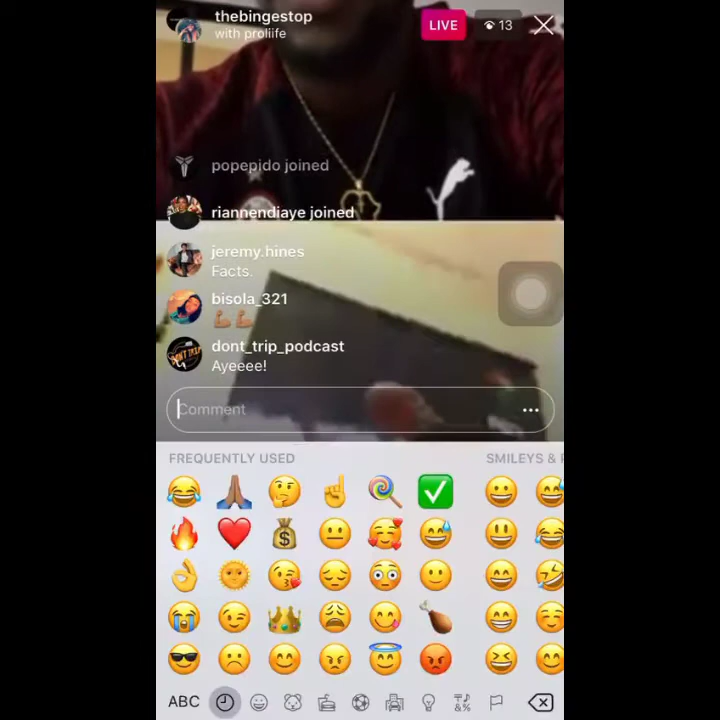 thebingestop
with proliife
LIVE
13
popepido joined
riannendiaye joined
jeremy.hines
Facts.
bisola_321
dont_trip_podcast
Ayeeee!
Comment
FREQUENTLY USED
SMILEYS &
ABC